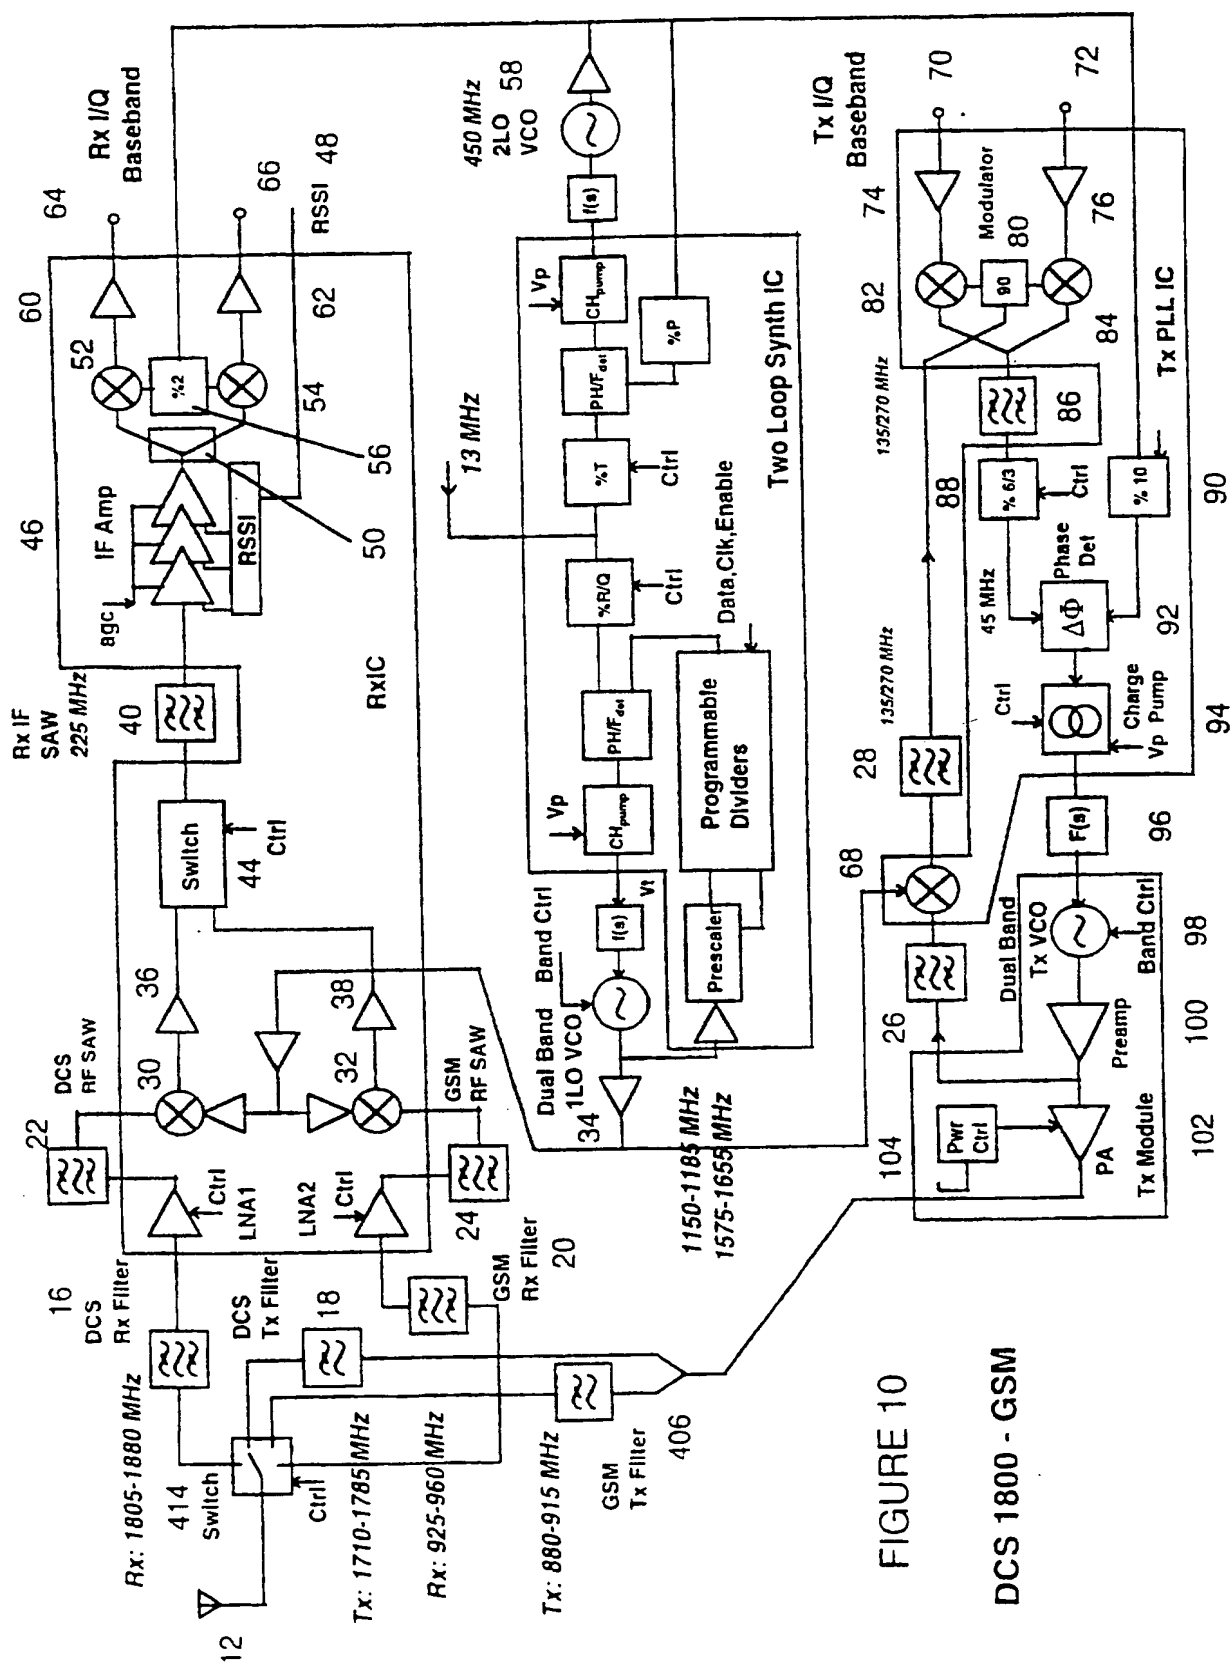 12
Rx: 1805-1880 MHz
414
Switch
Ctrl
Tx: 1710-1785 MHz
Rx: 925-960 MHz
Tx: 880-915 MHz
16
DCS
Rx Filter
DCS
Tx Filter
18
GSM
Rx Filter
20
GSM
Tx Filter
406
22
DCS
RF SAW
LNA1
Ctrl
LNA2
Ctrl
24
GSM
RF SAW
30
32
36
38
Switch
44
Ctrl
Rx IF
SAW
225 MHz
40
RxIC
46
agc
IF Amp
RSSI
50
52
%2
54
56
60
62
64
Rx I/Q
Baseband
66
RSSI
48
34
Dual Band
1LO VCO
Band Ctrl
1150-1185 MHz
1575-1655 MHz
f(s)
Vt
Vp
CHpump
PH/Fdet
%R/Q
Ctrl
13 MHz
%T
Ctrl
PH/Fdet
Vp
CHpump
%P
f(s)
450 MHz
2LO
VCO
58
Prescaler
Programmable
Dividers
Data,Clk,Enable
Two Loop Synth IC
68
26
28
135/270 MHz
135/270 MHz
88
% 6/3
Ctrl
86
45 MHz
ΔΦ
Phase
Det
92
% 10
90
Tx PLL IC
82
84
90
80
Modulator
74
76
Tx I/Q
Baseband
70
72
Ctrl
Charge
Pump
Vp
94
F(s)
96
Dual Band
Tx VCO
Band Ctrl
98
Preamp
100
104
Pwr
Ctrl
PA
Tx Module
102
FIGURE 10
DCS 1800 - GSM